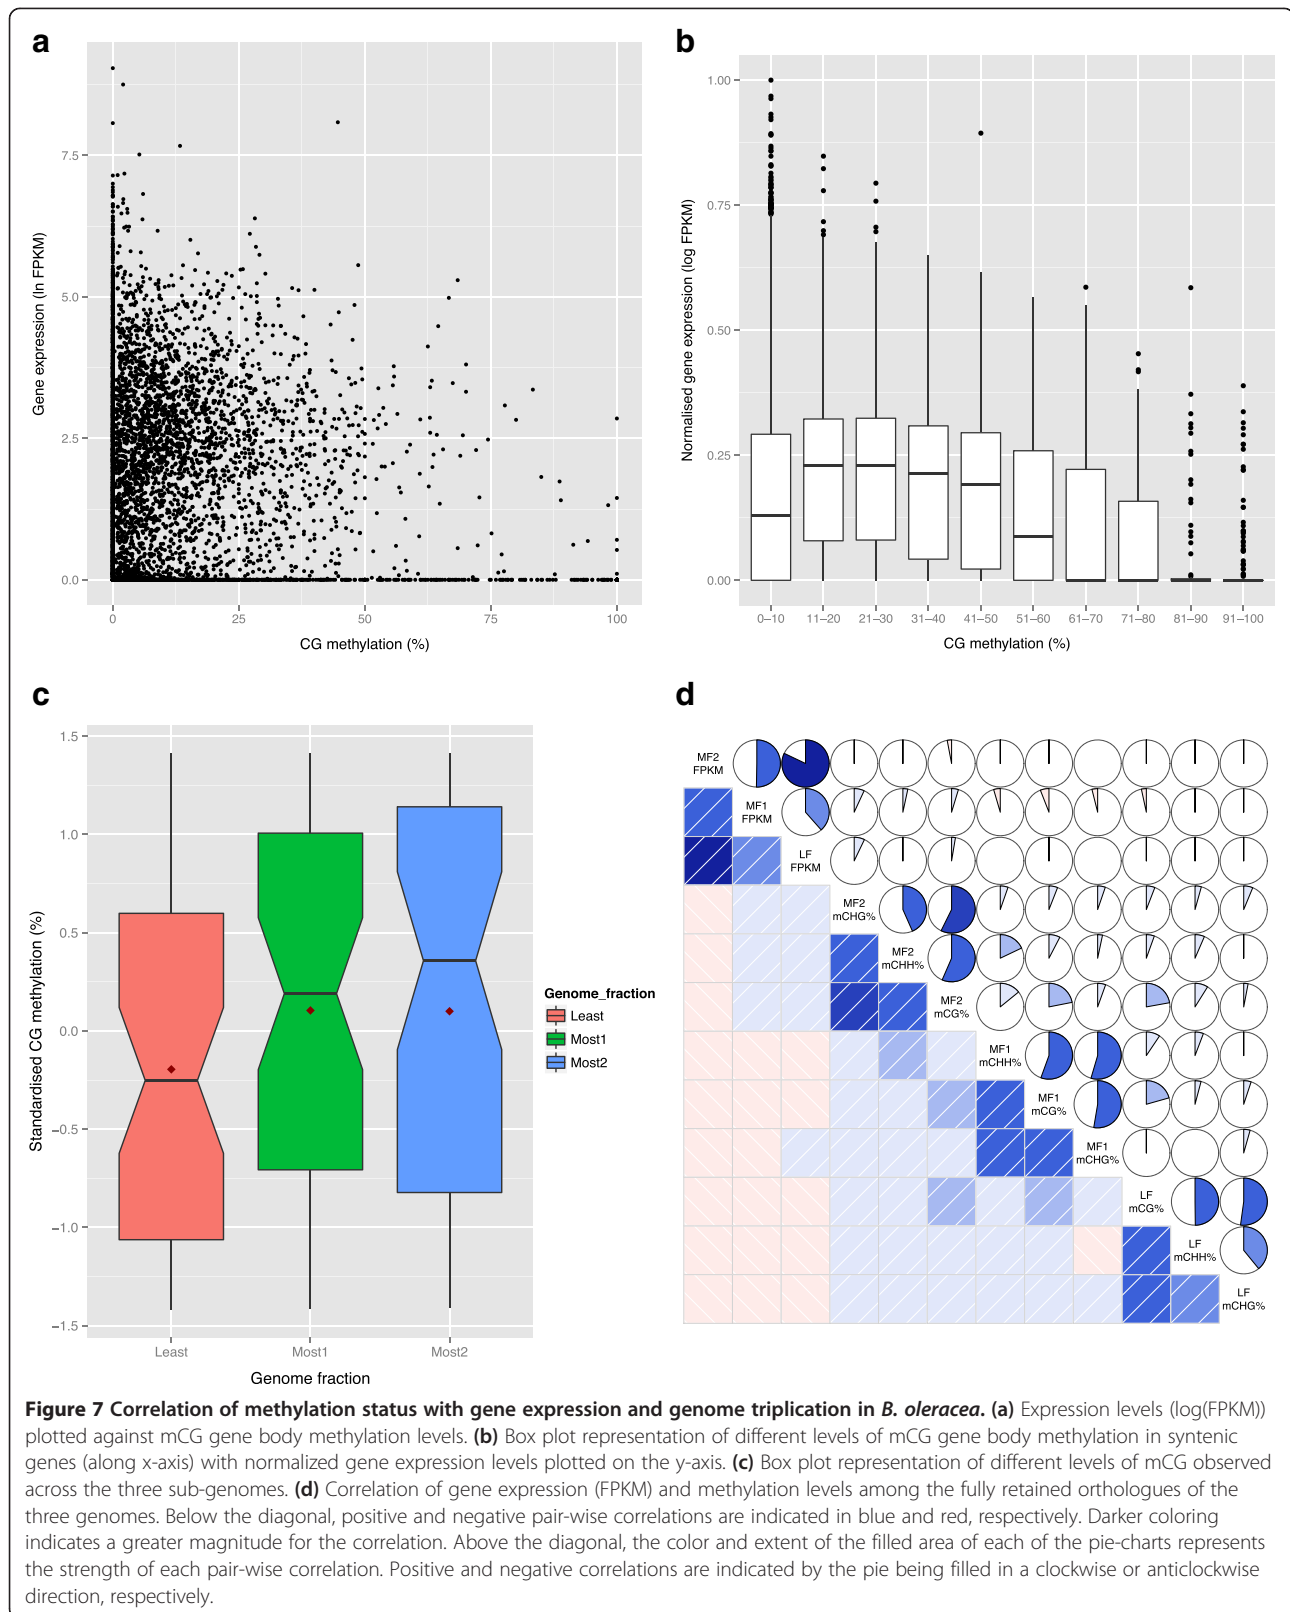 a
7.5
5.0
2.5
0.0
Gene expression (ln FPKM)
0 25 50 75 100
CG methylation (%)
b
1.00
0.75
0.50
0.25
0.00
Normalised gene expression (log FPKM)
0–10 11–20 21–30 31–40 41–50 51–60 61–70 71–80 81–90 91–100
CG methylation (%)
c
1.5
1.0
0.5
0.0
−0.5
−1.0
−1.5
Standardised CG methylation (%)
Least Most1 Most2
Genome fraction
Genome_fraction
Least
Most1
Most2
d
MF2
FPKM
MF1
FPKM
LF
FPKM
MF2
mCHG%
MF2
mCHH%
MF2
mCG%
MF1
mCHH%
MF1
mCG%
MF1
mCHG%
LF
mCG%
LF
mCHH%
LF
mCHG%
Figure 7 Correlation of methylation status with gene expression and genome triplication in B. oleracea. (a) Expression levels (log(FPKM))
plotted against mCG gene body methylation levels. (b) Box plot representation of different levels of mCG gene body methylation in syntenic
genes (along x-axis) with normalized gene expression levels plotted on the y-axis. (c) Box plot representation of different levels of mCG observed
across the three sub-genomes. (d) Correlation of gene expression (FPKM) and methylation levels among the fully retained orthologues of the
three genomes. Below the diagonal, positive and negative pair-wise correlations are indicated in blue and red, respectively. Darker coloring
indicates a greater magnitude for the correlation. Above the diagonal, the color and extent of the filled area of each of the pie-charts represents
the strength of each pair-wise correlation. Positive and negative correlations are indicated by the pie being filled in a clockwise or anticlockwise
direction, respectively.